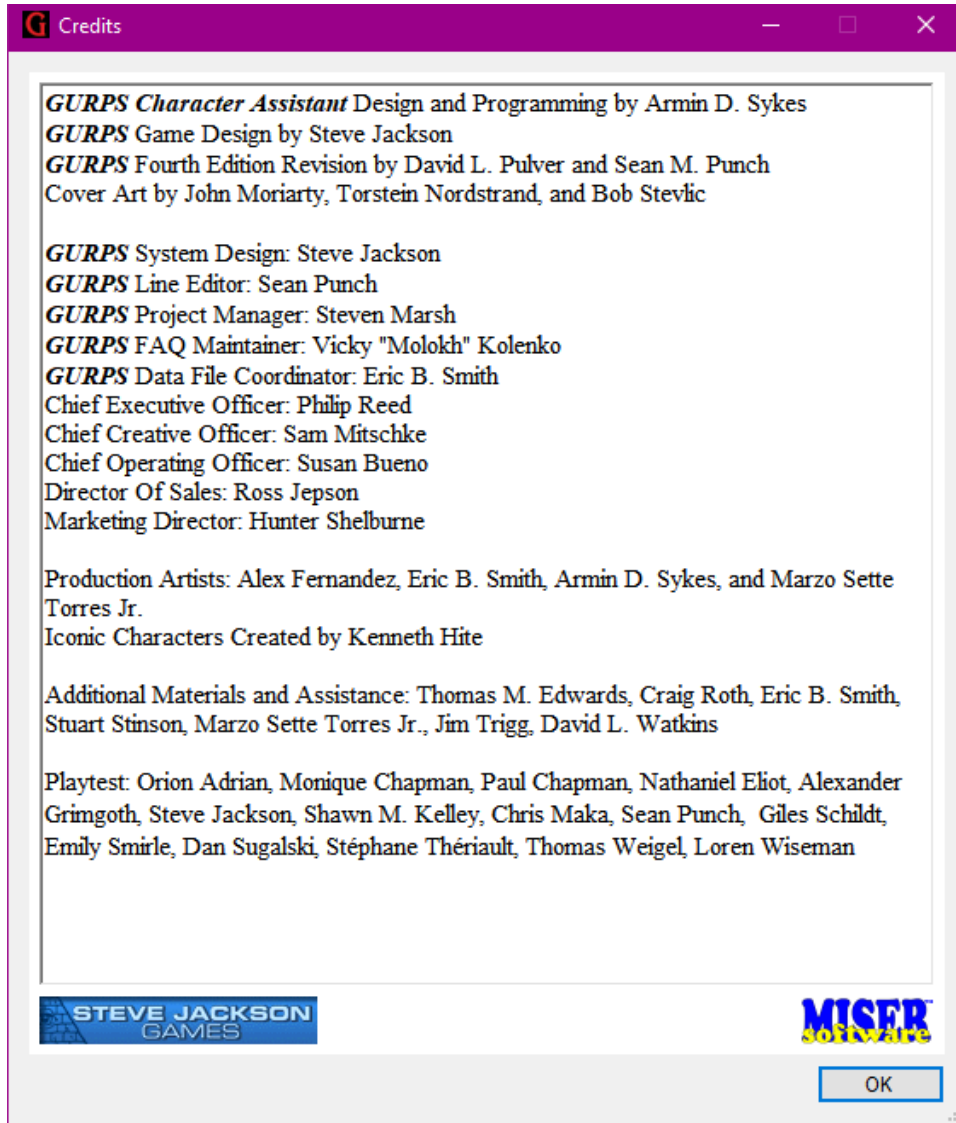 G Credits
GURPS Character Assistant Design and Programming by Armin D. Sykes
GURPS Game Design by Steve Jackson
GURPS Fourth Edition Revision by David L. Pulver and Sean M. Punch
Cover Art by John Moriarty, Torstein Nordstrand, and Bob Stevlic
GURPS System Design: Steve Jackson
GURPS Line Editor: Sean Punch
GURPS Project Manager: Steven Marsh
GURPS FAQ Maintainer: Vicky "Molokh" Kolenko
GURPS Data File Coordinator: Eric B. Smith
Chief Executive Officer: Philip Reed
Chief Creative Officer: Sam Mitschke
Chief Operating Officer: Susan Bueno
Director Of Sales: Ross Jepson
Marketing Director: Hunter Shelburne
Production Artists: Alex Fernandez, Eric B. Smith, Armin D. Sykes, and Marzo Sette
Torres Jr.
Iconic Characters Created by Kenneth Hite
Additional Materials and Assistance: Thomas M. Edwards, Craig Roth, Eric B. Smith,
Stuart Stinson, Marzo Sette Torres Jr., Jim Trigg, David L. Watkins
Playtest: Orion Adrian, Monique Chapman, Paul Chapman, Nathaniel Eliot, Alexander
Grimgoth, Steve Jackson, Shawn M. Kelley, Chris Maka, Sean Punch,  Giles Schildt,
Emily Smirle, Dan Sugalski, Stéphane Thériault, Thomas Weigel, Loren Wiseman
STEVE JACKSON
GAMES
MISER™
software
OK